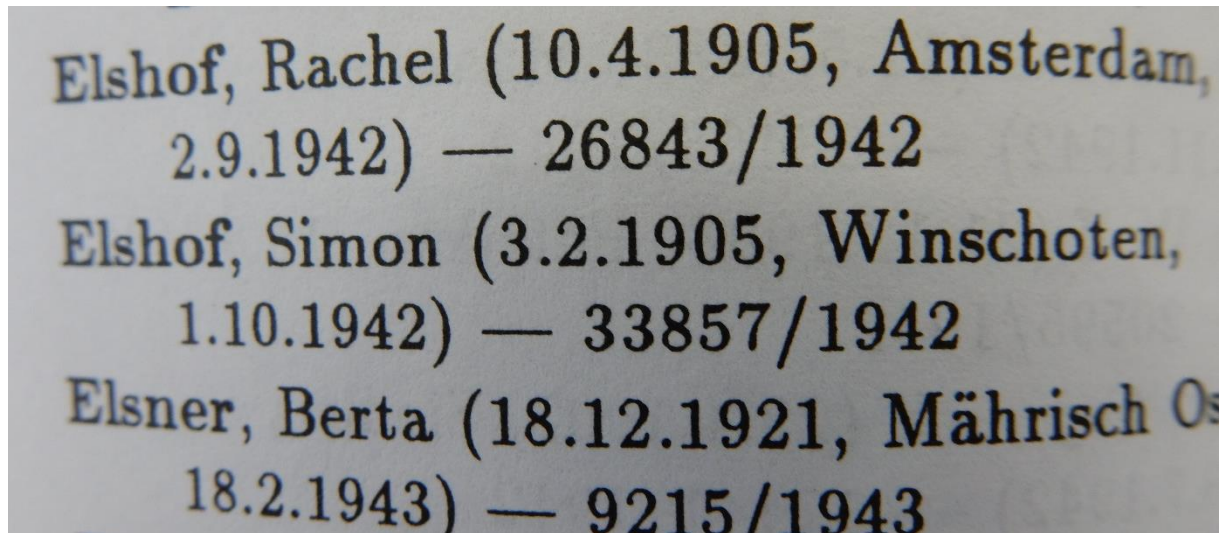 Elshof, Rachel (10.4.1905, Amsterdam,
2.9.1942) — 26843/1942
Elshof, Simon (3.2.1905, Winschoten,
1.10.1942) — 33857/1942
Elsner, Berta (18.12.1921, Mährisch
18.2.1943) — 9215/1943